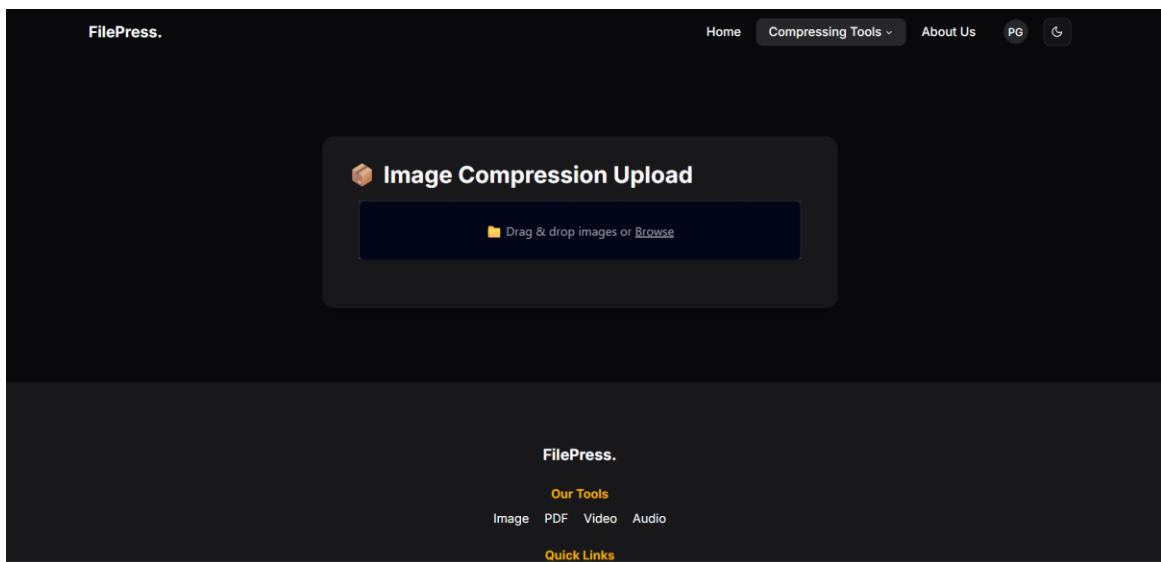 FilePress.
Home Compressing Tools About Us PG
Image Compression Upload
Drag & drop images or Browse
FilePress.
Our Tools
Image PDF Video Audio
Quick Links